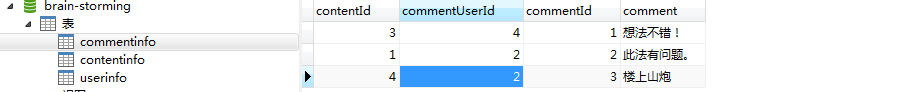 brain-storming
表
commentinfo
contentinfo
userinfo
contentId commentUserId commentId comment
3 4 1 想法不错！
1 2 2 此法有问题。
4 2 3 楼上山炮